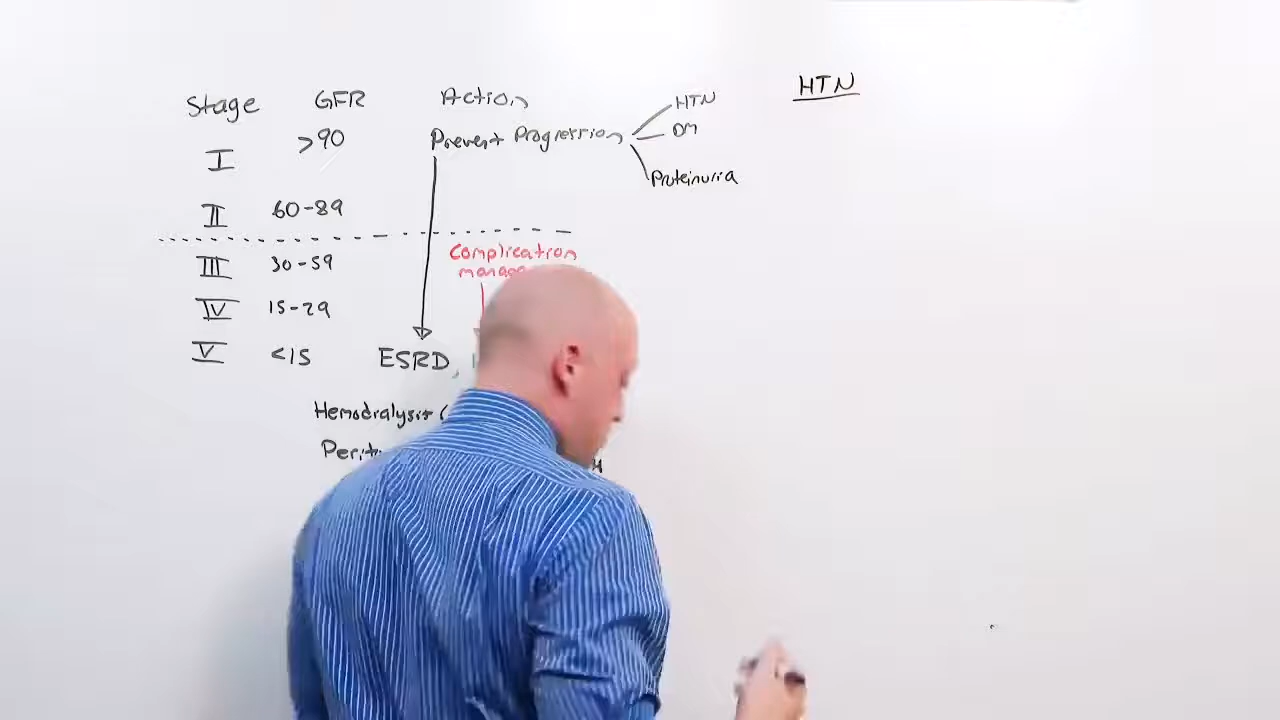 Stage GFR Action HTN
I >90 Prevent Progression HTN
DM
Proteinuria
II 60-89
Complication
III 30-59
IV 15-29
V <15 ESRD,
Hemodialysis